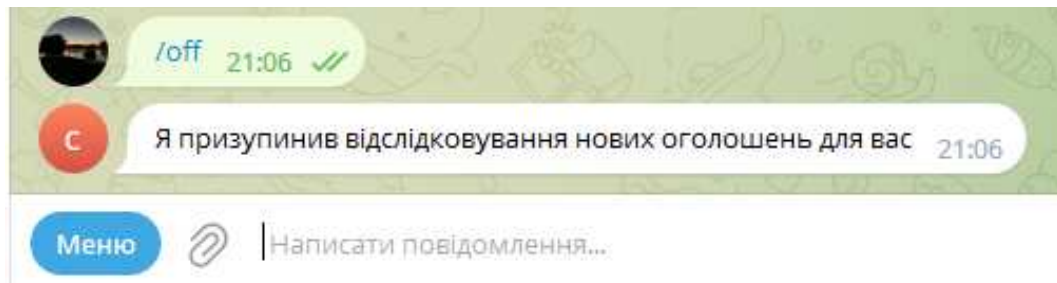 /off 21:06
С
Я призупинив відслідковування нових оголошень для вас 21:06
Меню Написати повідомлення...